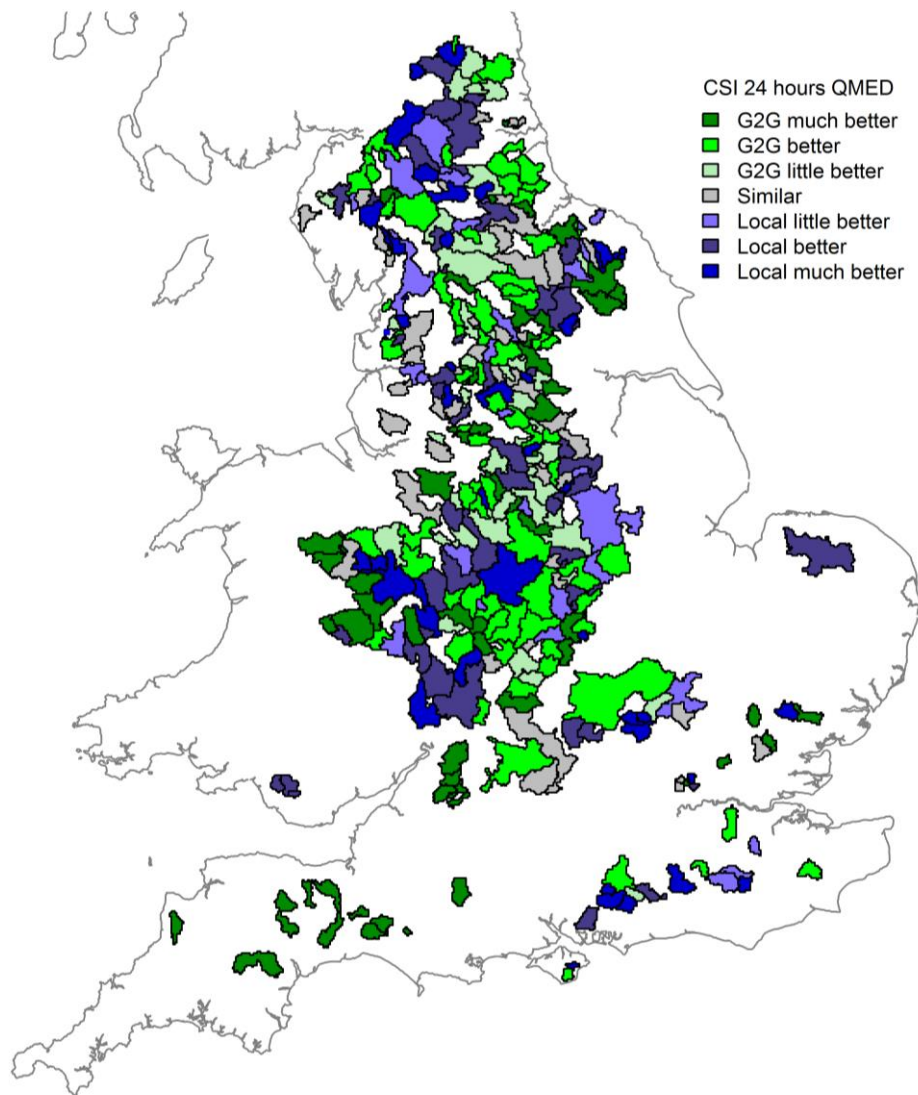 CSI 24 hours QMED
G2G much better
G2G better
G2G little better
Similar
Local little better
Local better
Local much better